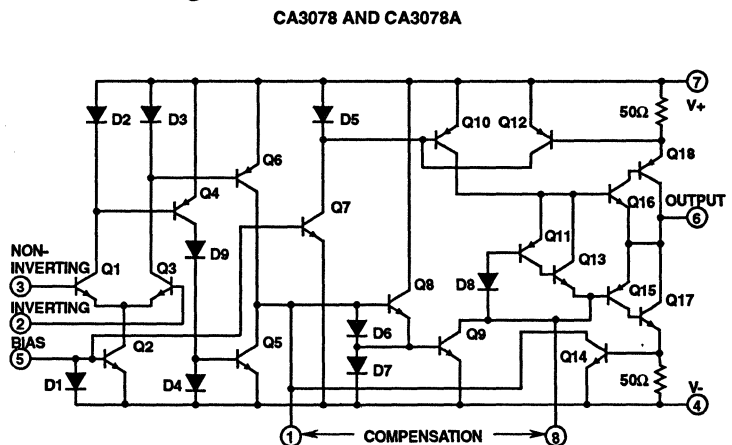 CA3078 AND CA3078A
7
V+
D2
D3
D5
Q10
Q12
50Ω
Q6
Q18
Q4
Q7
Q16
OUTPUT
6
D9
Q11
Q13
NON-
INVERTING
3
Q1
Q3
Q8
D8
Q15
Q17
INVERTING
2
BIAS
5
Q2
Q5
D6
Q9
Q14
D1
D4
D7
50Ω
V-
4
1
COMPENSATION
8